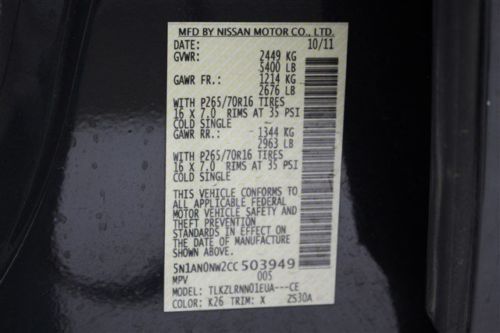 MFD BY NISSAN MOTOR CO., LTD.
DATE: 10/11
GVWR: 2449 KG
5400 LB
GAWR FR.: 1214 KG
2676 LB
WITH P265/70R16 TIRES
16 X 7.0 RIMS AT 35 PSI
COLD SINGLE
GAWR RR.: 1344 KG
2963 LB
WITH P265/70R16 TIRES
16 X 7.0 RIMS AT 35 PSI
COLD SINGLE
THIS VEHICLE CONFORMS TO
ALL APPLICABLE FEDERAL
MOTOR VEHICLE SAFETY AND
THEFT PREVENTION
STANDARDS IN EFFECT ON
THE DATE OF MANUFACTURE
SHOWN ABOVE.
5N1AN0NW2CC 503949
MPV 005
MODEL: TLKZLRNN01EUA---CE
COLOR: K26 TRIM: X ZS30A